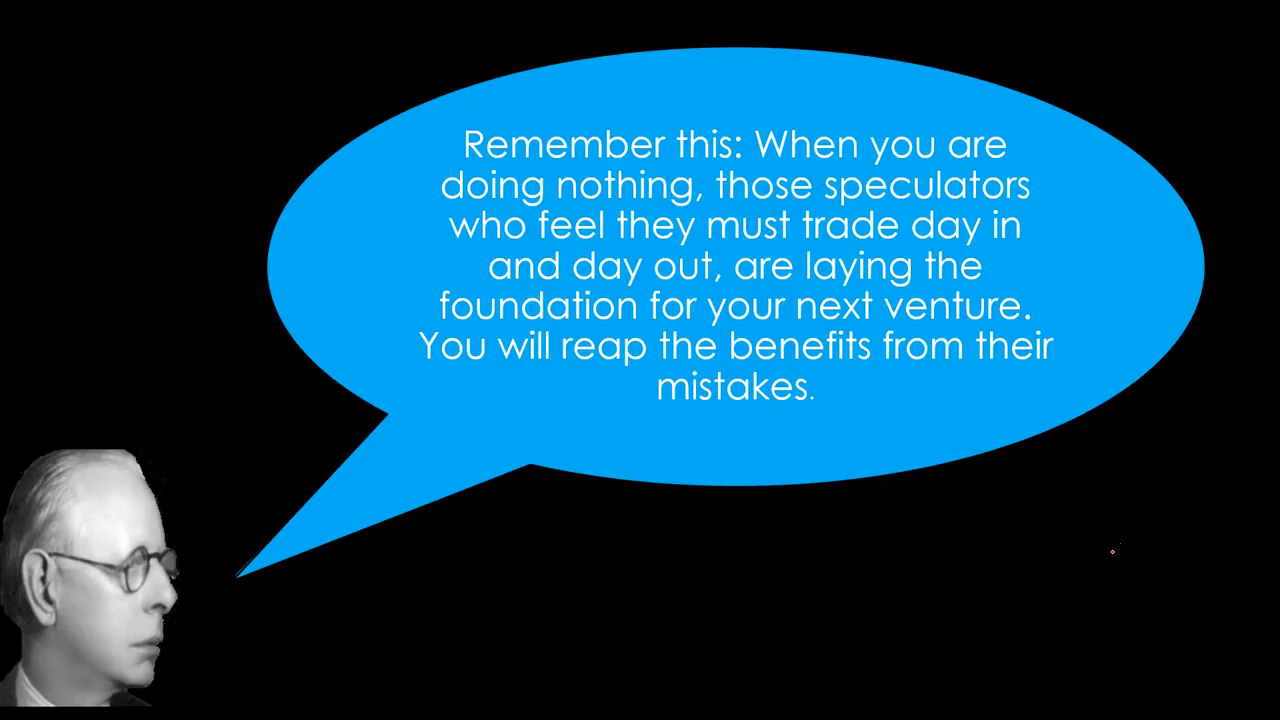 Remember this: When you are
doing nothing, those speculators
who feel they must trade day in
and day out, are laying the
foundation for your next venture.
You will reap the benefits from their
mistakes.